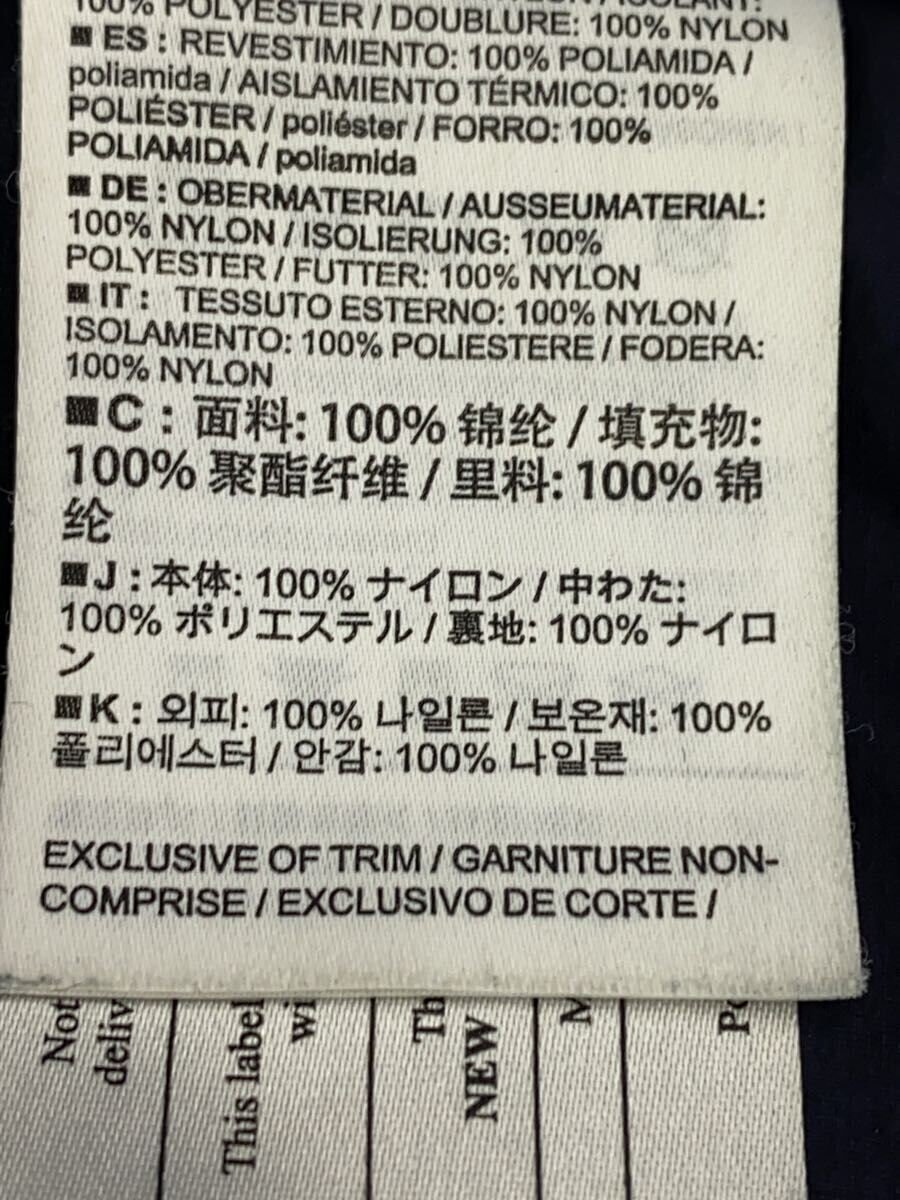 100% POLYESTER / DOUBLURE: 100% NYLON
ES : REVESTIMIENTO: 100% POLIAMIDA /
poliamida / AISLAMIENTO TÉRMICO: 100%
POLIÉSTER / poliéster / FORRO: 100%
POLIAMIDA / poliamida
DE : OBERMATERIAL / AUSSEUMATERIAL:
100% NYLON / ISOLIERUNG: 100%
POLYESTER / FUTTER: 100% NYLON
IT : TESSUTO ESTERNO: 100% NYLON /
ISOLAMENTO: 100% POLIESTERE / FODERA:
100% NYLON
C : 面料: 100% 锦纶 / 填充物:
100% 聚酯纤维 / 里料: 100% 锦
纶
J : 本体: 100% ナイロン / 中わた:
100% ポリエステル / 裏地: 100% ナイロ
ン
K : 외피: 100% 나일론 / 보온재: 100%
폴리에스터 / 안감: 100% 나일론
EXCLUSIVE OF TRIM / GARNITURE NON-
COMPRISE / EXCLUSIVO DE CORTE /
Not
deliv
This label
wi
Th
NEW
M